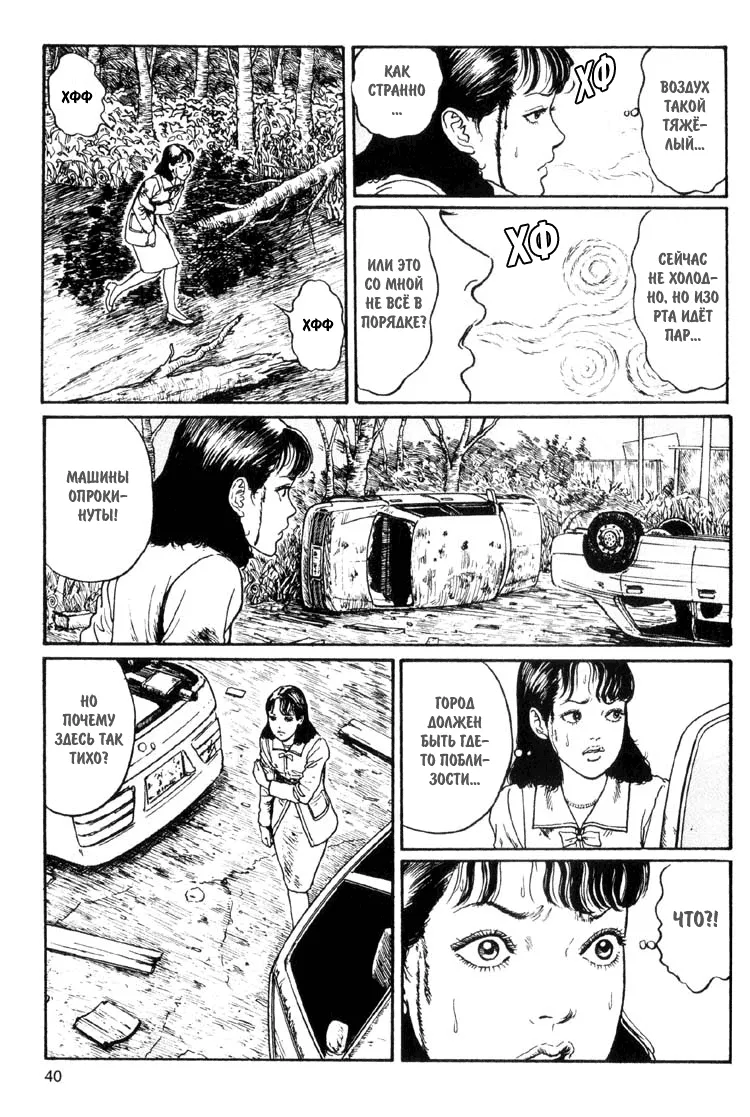 ВОЗДУХ
ТАКОЙ
ТЯЖЁ-
ЛЫЙ...
ХФ
КАК
СТРАННО
...
СЕЙЧАС
НЕ ХОЛОД-
НО, НО ИЗО
РТА ИДЁТ
ПАР...
ХФ
ИЛИ ЭТО
СО МНОЙ
НЕ ВСЁ В
ПОРЯДКЕ?
ХФФ
ХФФ
МАШИНЫ
ОПРОКИ-
НУТЫ!
ГОРОД
ДОЛЖЕН
БЫТЬ ГДЕ-
ТО ПОБЛИ-
ЗОСТИ...
ЧТО?!
НО
ПОЧЕМУ
ЗДЕСЬ ТАК
ТИХО?
40